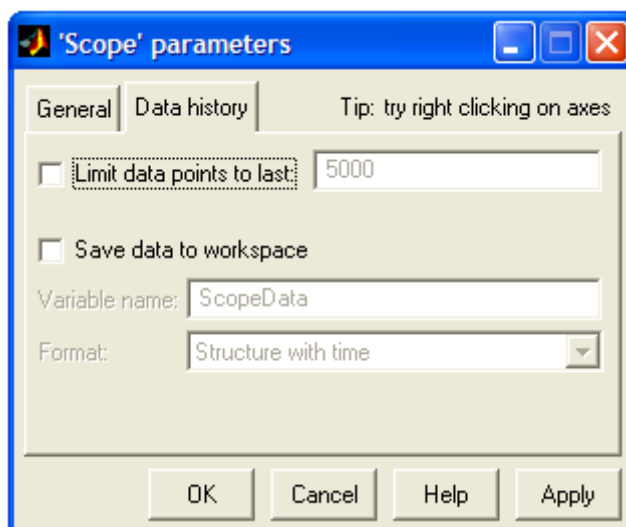 'Scope' parameters
General Data history Tip: try right clicking on axes
Limit data points to last: 5000
Save data to workspace
Variable name: ScopeData
Format: Structure with time
OK Cancel Help Apply